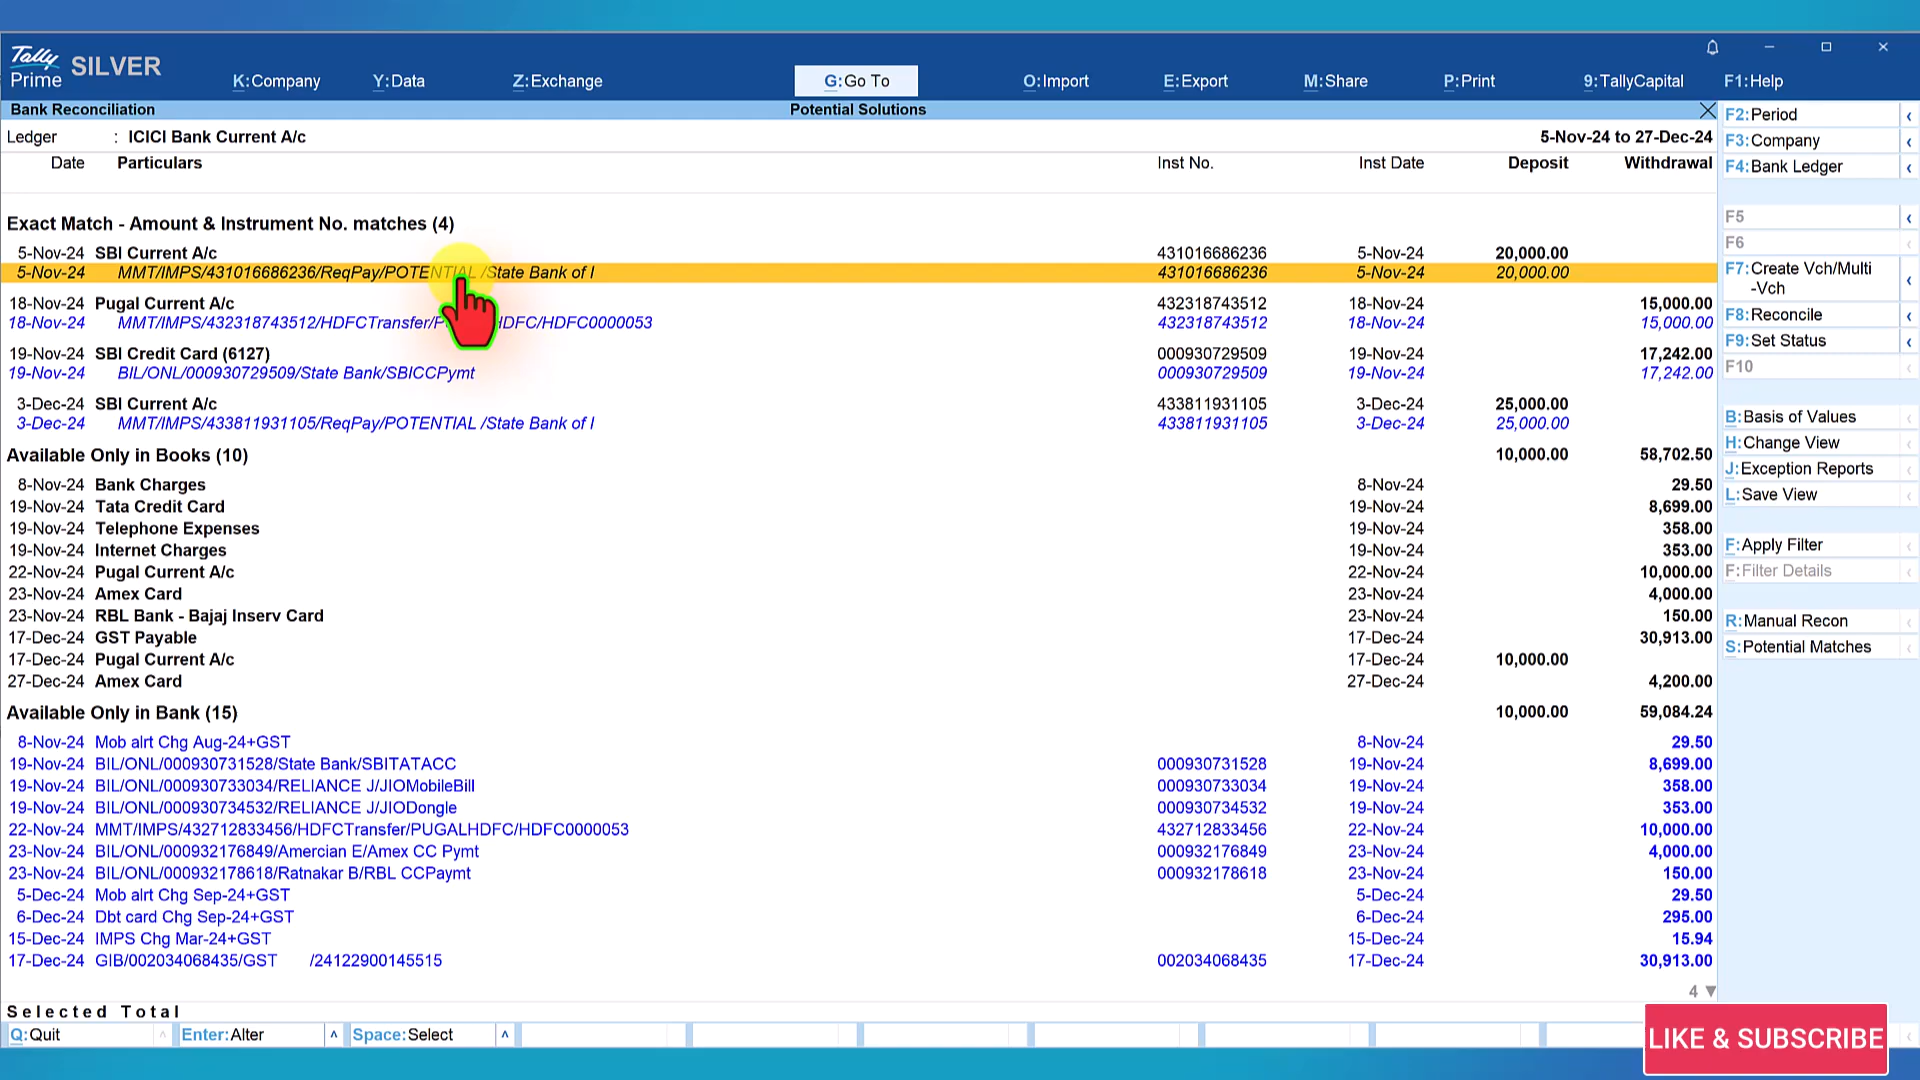 Tally
Prime SILVER
K:Company Y:Data Z:Exchange G:Go To O:Import E:Export M:Share P:Print 9:TallyCapital F1:Help
Bank Reconciliation Potential Solutions
Ledger : ICICI Bank Current A/c 5-Nov-24 to 27-Dec-24
Date Particulars Inst No. Inst Date Deposit Withdrawal
Exact Match - Amount & Instrument No. matches (4)
5-Nov-24 SBI Current A/c 431016686236 5-Nov-24 20,000.00
5-Nov-24 MMT/IMPS/431016686236/ReqPay/POTENTIAL /State Bank of I 431016686236 5-Nov-24 20,000.00
18-Nov-24 Pugal Current A/c 432318743512 18-Nov-24 15,000.00
18-Nov-24 MMT/IMPS/432318743512/HDFCTransfer/P HDFC/HDFC0000053 432318743512 18-Nov-24 15,000.00
19-Nov-24 SBI Credit Card (6127) 000930729509 19-Nov-24 17,242.00
19-Nov-24 BIL/ONL/000930729509/State Bank/SBICCPymt 000930729509 19-Nov-24 17,242.00
3-Dec-24 SBI Current A/c 433811931105 3-Dec-24 25,000.00
3-Dec-24 MMT/IMPS/433811931105/ReqPay/POTENTIAL /State Bank of I 433811931105 3-Dec-24 25,000.00
Available Only in Books (10) 10,000.00 58,702.50
8-Nov-24 Bank Charges 8-Nov-24 29.50
19-Nov-24 Tata Credit Card 19-Nov-24 8,699.00
19-Nov-24 Telephone Expenses 19-Nov-24 358.00
19-Nov-24 Internet Charges 19-Nov-24 353.00
22-Nov-24 Pugal Current A/c 22-Nov-24 10,000.00
23-Nov-24 Amex Card 23-Nov-24 4,000.00
23-Nov-24 RBL Bank - Bajaj Inserv Card 23-Nov-24 150.00
17-Dec-24 GST Payable 17-Dec-24 30,913.00
17-Dec-24 Pugal Current A/c 17-Dec-24 10,000.00
27-Dec-24 Amex Card 27-Dec-24 4,200.00
Available Only in Bank (15) 10,000.00 59,084.24
8-Nov-24 Mob alrt Chg Aug-24+GST 8-Nov-24 29.50
19-Nov-24 BIL/ONL/000930731528/State Bank/SBITATACC 000930731528 19-Nov-24 8,699.00
19-Nov-24 BIL/ONL/000930733034/RELIANCE J/JIOMobileBill 000930733034 19-Nov-24 358.00
19-Nov-24 BIL/ONL/000930734532/RELIANCE J/JIODongle 000930734532 19-Nov-24 353.00
22-Nov-24 MMT/IMPS/432712833456/HDFCTransfer/PUGALHDFC/HDFC0000053 432712833456 22-Nov-24 10,000.00
23-Nov-24 BIL/ONL/000932176849/Amercian E/Amex CC Pymt 000932176849 23-Nov-24 4,000.00
23-Nov-24 BIL/ONL/000932178618/Ratnakar B/RBL CCPaymt 000932178618 23-Nov-24 150.00
5-Dec-24 Mob alrt Chg Sep-24+GST 5-Dec-24 29.50
6-Dec-24 Dbt card Chg Sep-24+GST 6-Dec-24 295.00
15-Dec-24 IMPS Chg Mar-24+GST 15-Dec-24 15.94
17-Dec-24 GIB/002034068435/GST /24122900145515 002034068435 17-Dec-24 30,913.00
4
Selected Total
Q:Quit Enter:Alter Space:Select
F2:Period
F3:Company
F4:Bank Ledger
F5
F6
F7:Create Vch/Multi
-Vch
F8:Reconcile
F9:Set Status
F10
B:Basis of Values
H:Change View
J:Exception Reports
L:Save View
F:Apply Filter
F:Filter Details
R:Manual Recon
S:Potential Matches
LIKE & SUBSCRIBE